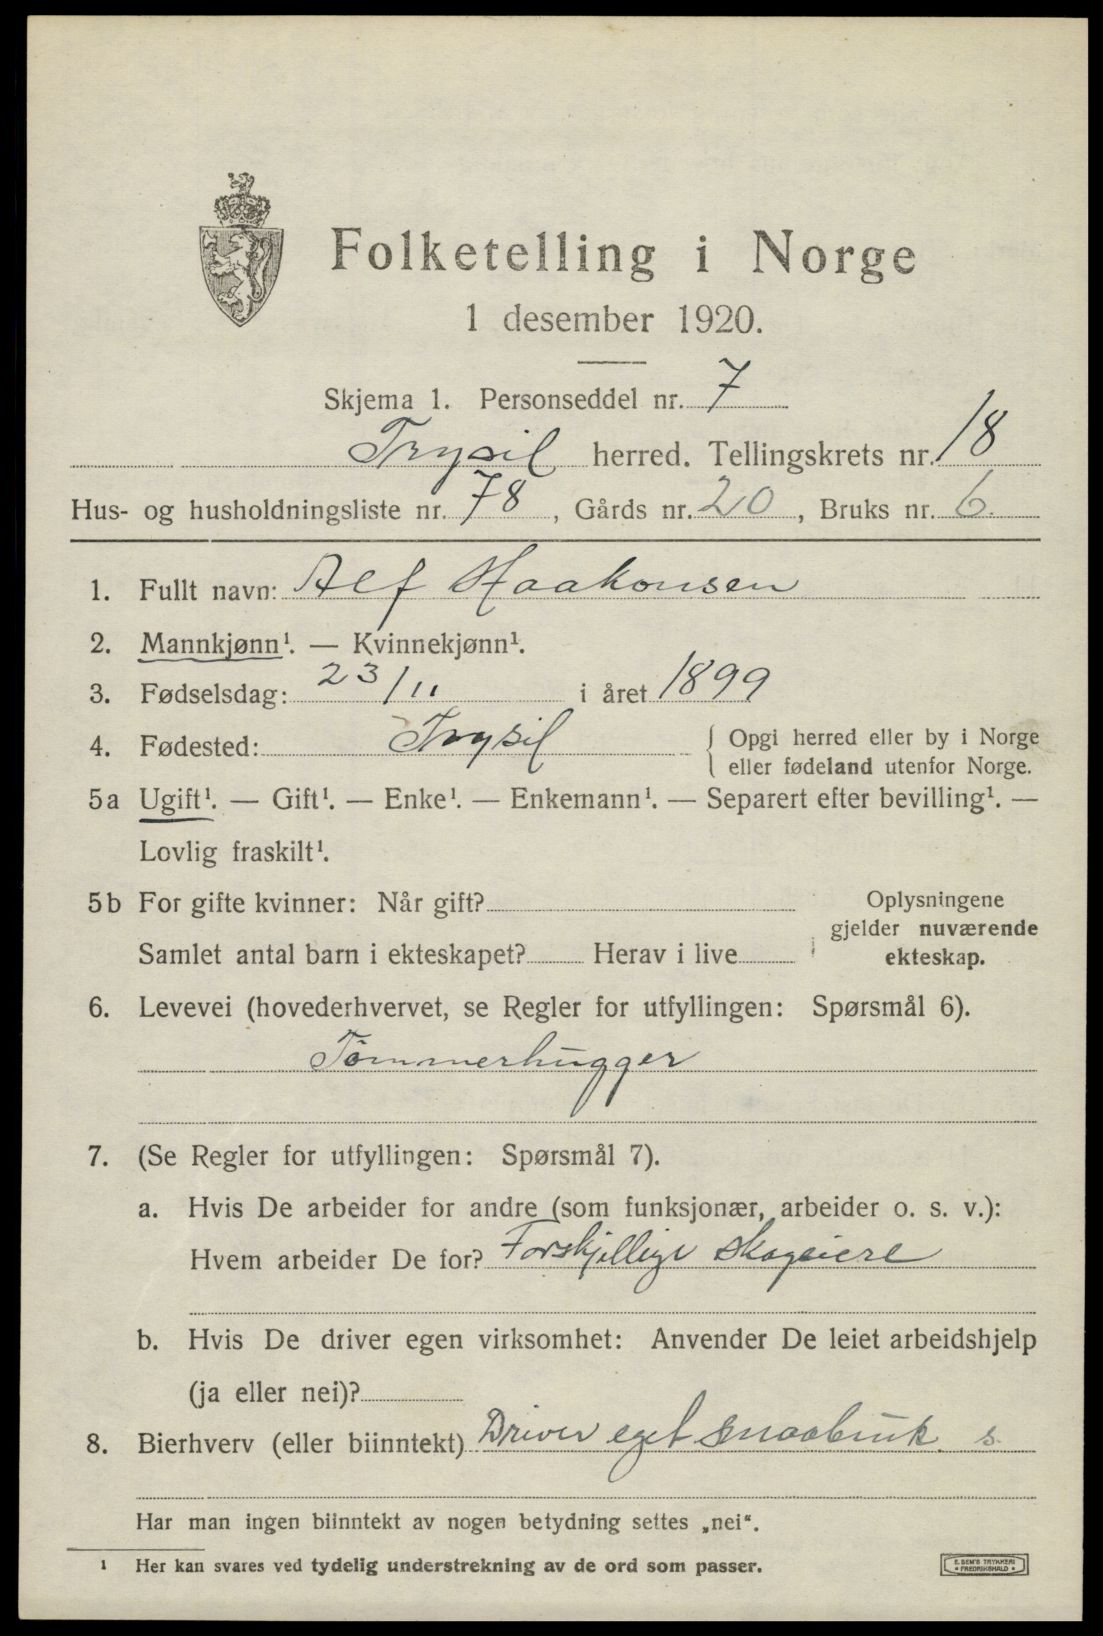 Folketelling i Norge
1 desember 1920.
Skjema 1. Personseddel nr. 7
Trysil herred. Tellingskrets nr. 18
Hus- og husholdningsliste nr. 78, Gårds nr. 20, Bruks nr. 6.
1. Fullt navn: Alf Haakonsen
2. Mannkjønn¹. — Kvinnekjønn¹.
3. Fødselsdag: 23/11 i året 1899
4. Fødested: Trysil { Opgi herred eller by i Norge
eller fødeland utenfor Norge.
5a Ugift¹. — Gift¹. — Enke¹. — Enkemann¹. — Separert efter bevilling¹. —
Lovlig fraskilt¹.
5b For gifte kvinner: Når gift?
Samlet antal barn i ekteskapet? Herav i live
Oplysningene
gjelder nuværende
ekteskap.
6. Levevei (hovederhvervet, se Regler for utfyllingen: Spørsmål 6).
Tömmerhugger
7. (Se Regler for utfyllingen: Spørsmål 7).
a. Hvis De arbeider for andre (som funksjonær, arbeider o. s. v.):
Hvem arbeider De for? Forskjellige skogeiere
b. Hvis De driver egen virksomhet: Anvender De leiet arbeidshjelp
(ja eller nei)?
8. Bierhverv (eller biinntekt) Driver eget smaabruk s.
Har man ingen biinntekt av nogen betydning settes „nei“.
¹ Her kan svares ved tydelig understrekning av de ord som passer.
E. SEM'S TRYKKERI
* FREDRIKSHALD *